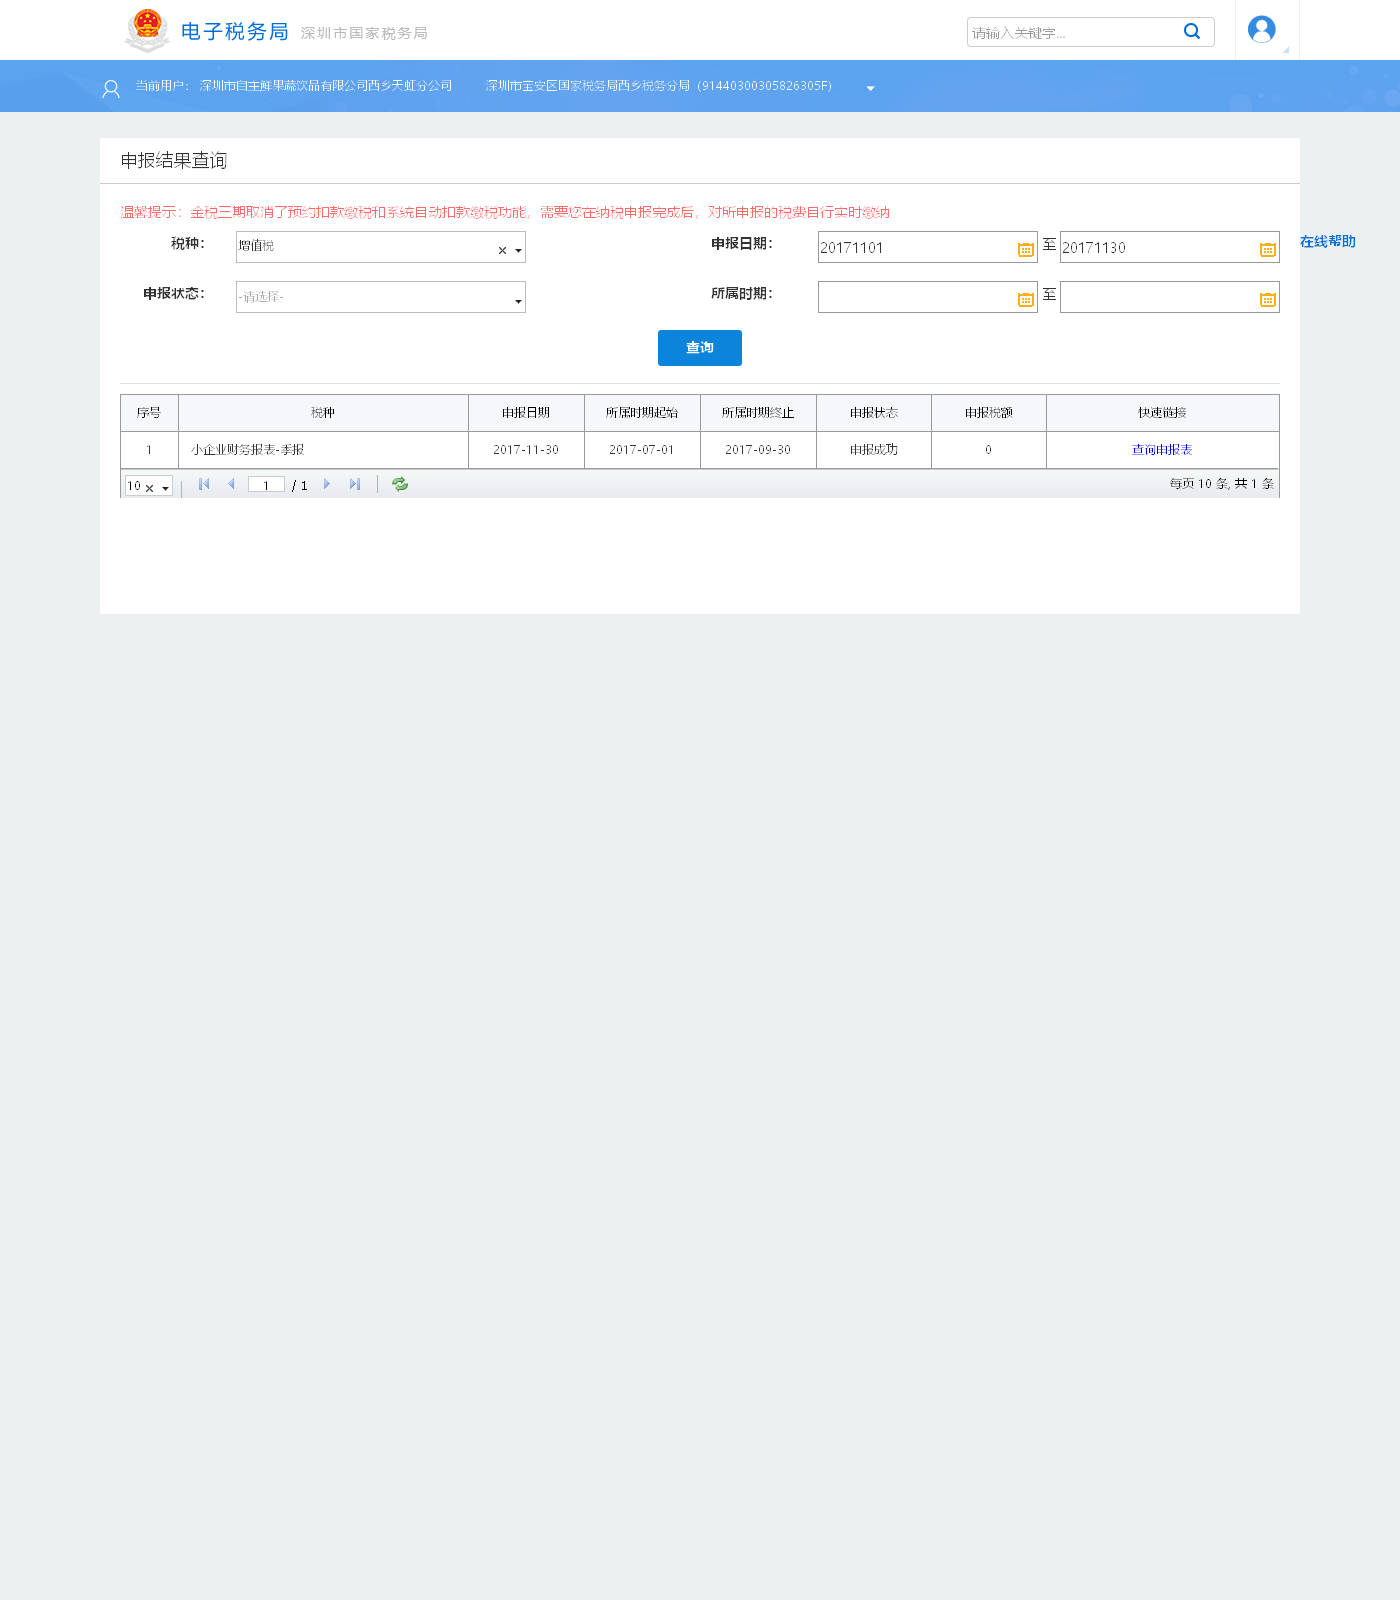 电子税务局 深圳市国家税务局
请输入关键字...
当前用户： 深圳市自主鲜果蔬饮品有限公司西乡天虹分公司 深圳市宝安区国家税务局西乡税务分局 (91440300305826305F)
申报结果查询
温馨提示：金税三期取消了预约扣款缴税和系统自动扣款缴税功能，需要您在纳税申报完成后，对所申报的税费自行实时缴纳
税种： 增值税 申报日期： 20171101 至 20171130 在线帮助
申报状态： -请选择- 所属时期： 至
查询
序号 税种 申报日期 所属时期起始 所属时期终止 申报状态 申报税额 快速链接
1 小企业财务报表-季报 2017-11-30 2017-07-01 2017-09-30 申报成功 0 查询申报表
10 1 / 1 每页 10 条, 共 1 条